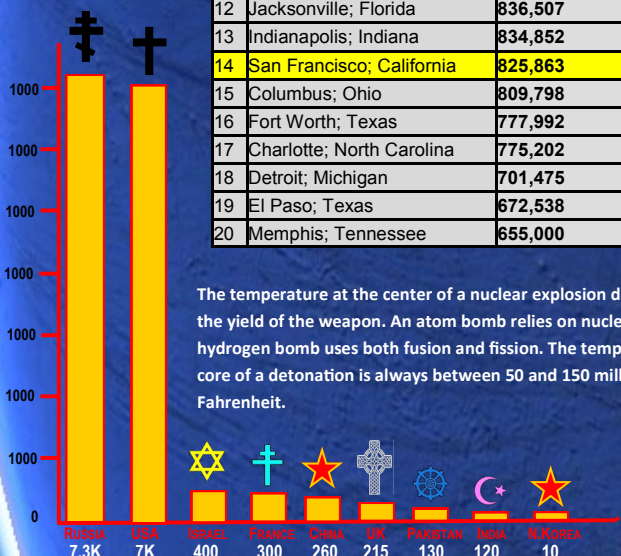 12 Jacksonville; Florida 836,507
13 Indianapolis; Indiana 834,852
14 San Francisco; California 825,863
15 Columbus; Ohio 809,798
16 Fort Worth; Texas 777,992
17 Charlotte; North Carolina 775,202
18 Detroit; Michigan 701,475
19 El Paso; Texas 672,538
20 Memphis; Tennessee 655,000
The temperature at the center of a nuclear explosion d
the yield of the weapon. An atom bomb relies on nucle
hydrogen bomb uses both fusion and fission. The temp
core of a detonation is always between 50 and 150 mill
Fahrenheit.
1000
1000
1000
1000
1000
1000
1000
0
RUSSIA USA ISRAEL FRANCE CHINA UK PAKISTAN INDIA N.KOREA
7.3K 7K 400 300 260 215 130 120 10